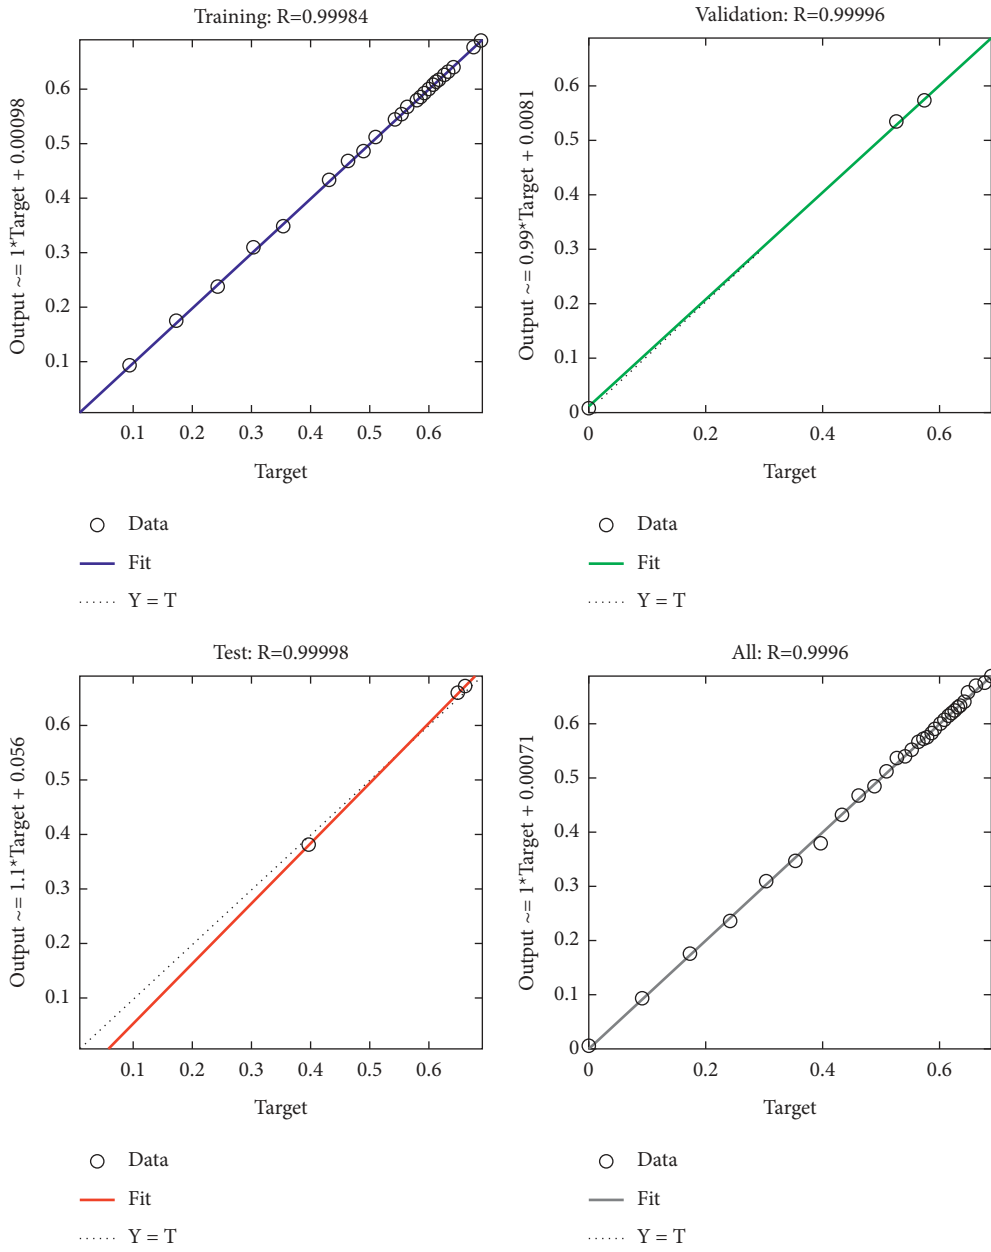 Training: R=0.99984
Output ~= 1*Target + 0.00098
0.6
0.5
0.4
0.3
0.2
0.1
0.1 0.2 0.3 0.4 0.5 0.6
Target
Data
Fit
Y = T
Validation: R=0.99996
Output ~= 0.99*Target + 0.0081
0.6
0.5
0.4
0.3
0.2
0.1
0
0 0.2 0.4 0.6
Target
Data
Fit
Y = T
Test: R=0.99998
Output ~= 1.1*Target + 0.056
0.6
0.5
0.4
0.3
0.2
0.1
0.1 0.2 0.3 0.4 0.5 0.6
Target
Data
Fit
Y = T
All: R=0.9996
Output ~= 1*Target + 0.00071
0.6
0.5
0.4
0.3
0.2
0.1
0
0 0.2 0.4 0.6
Target
Data
Fit
Y = T